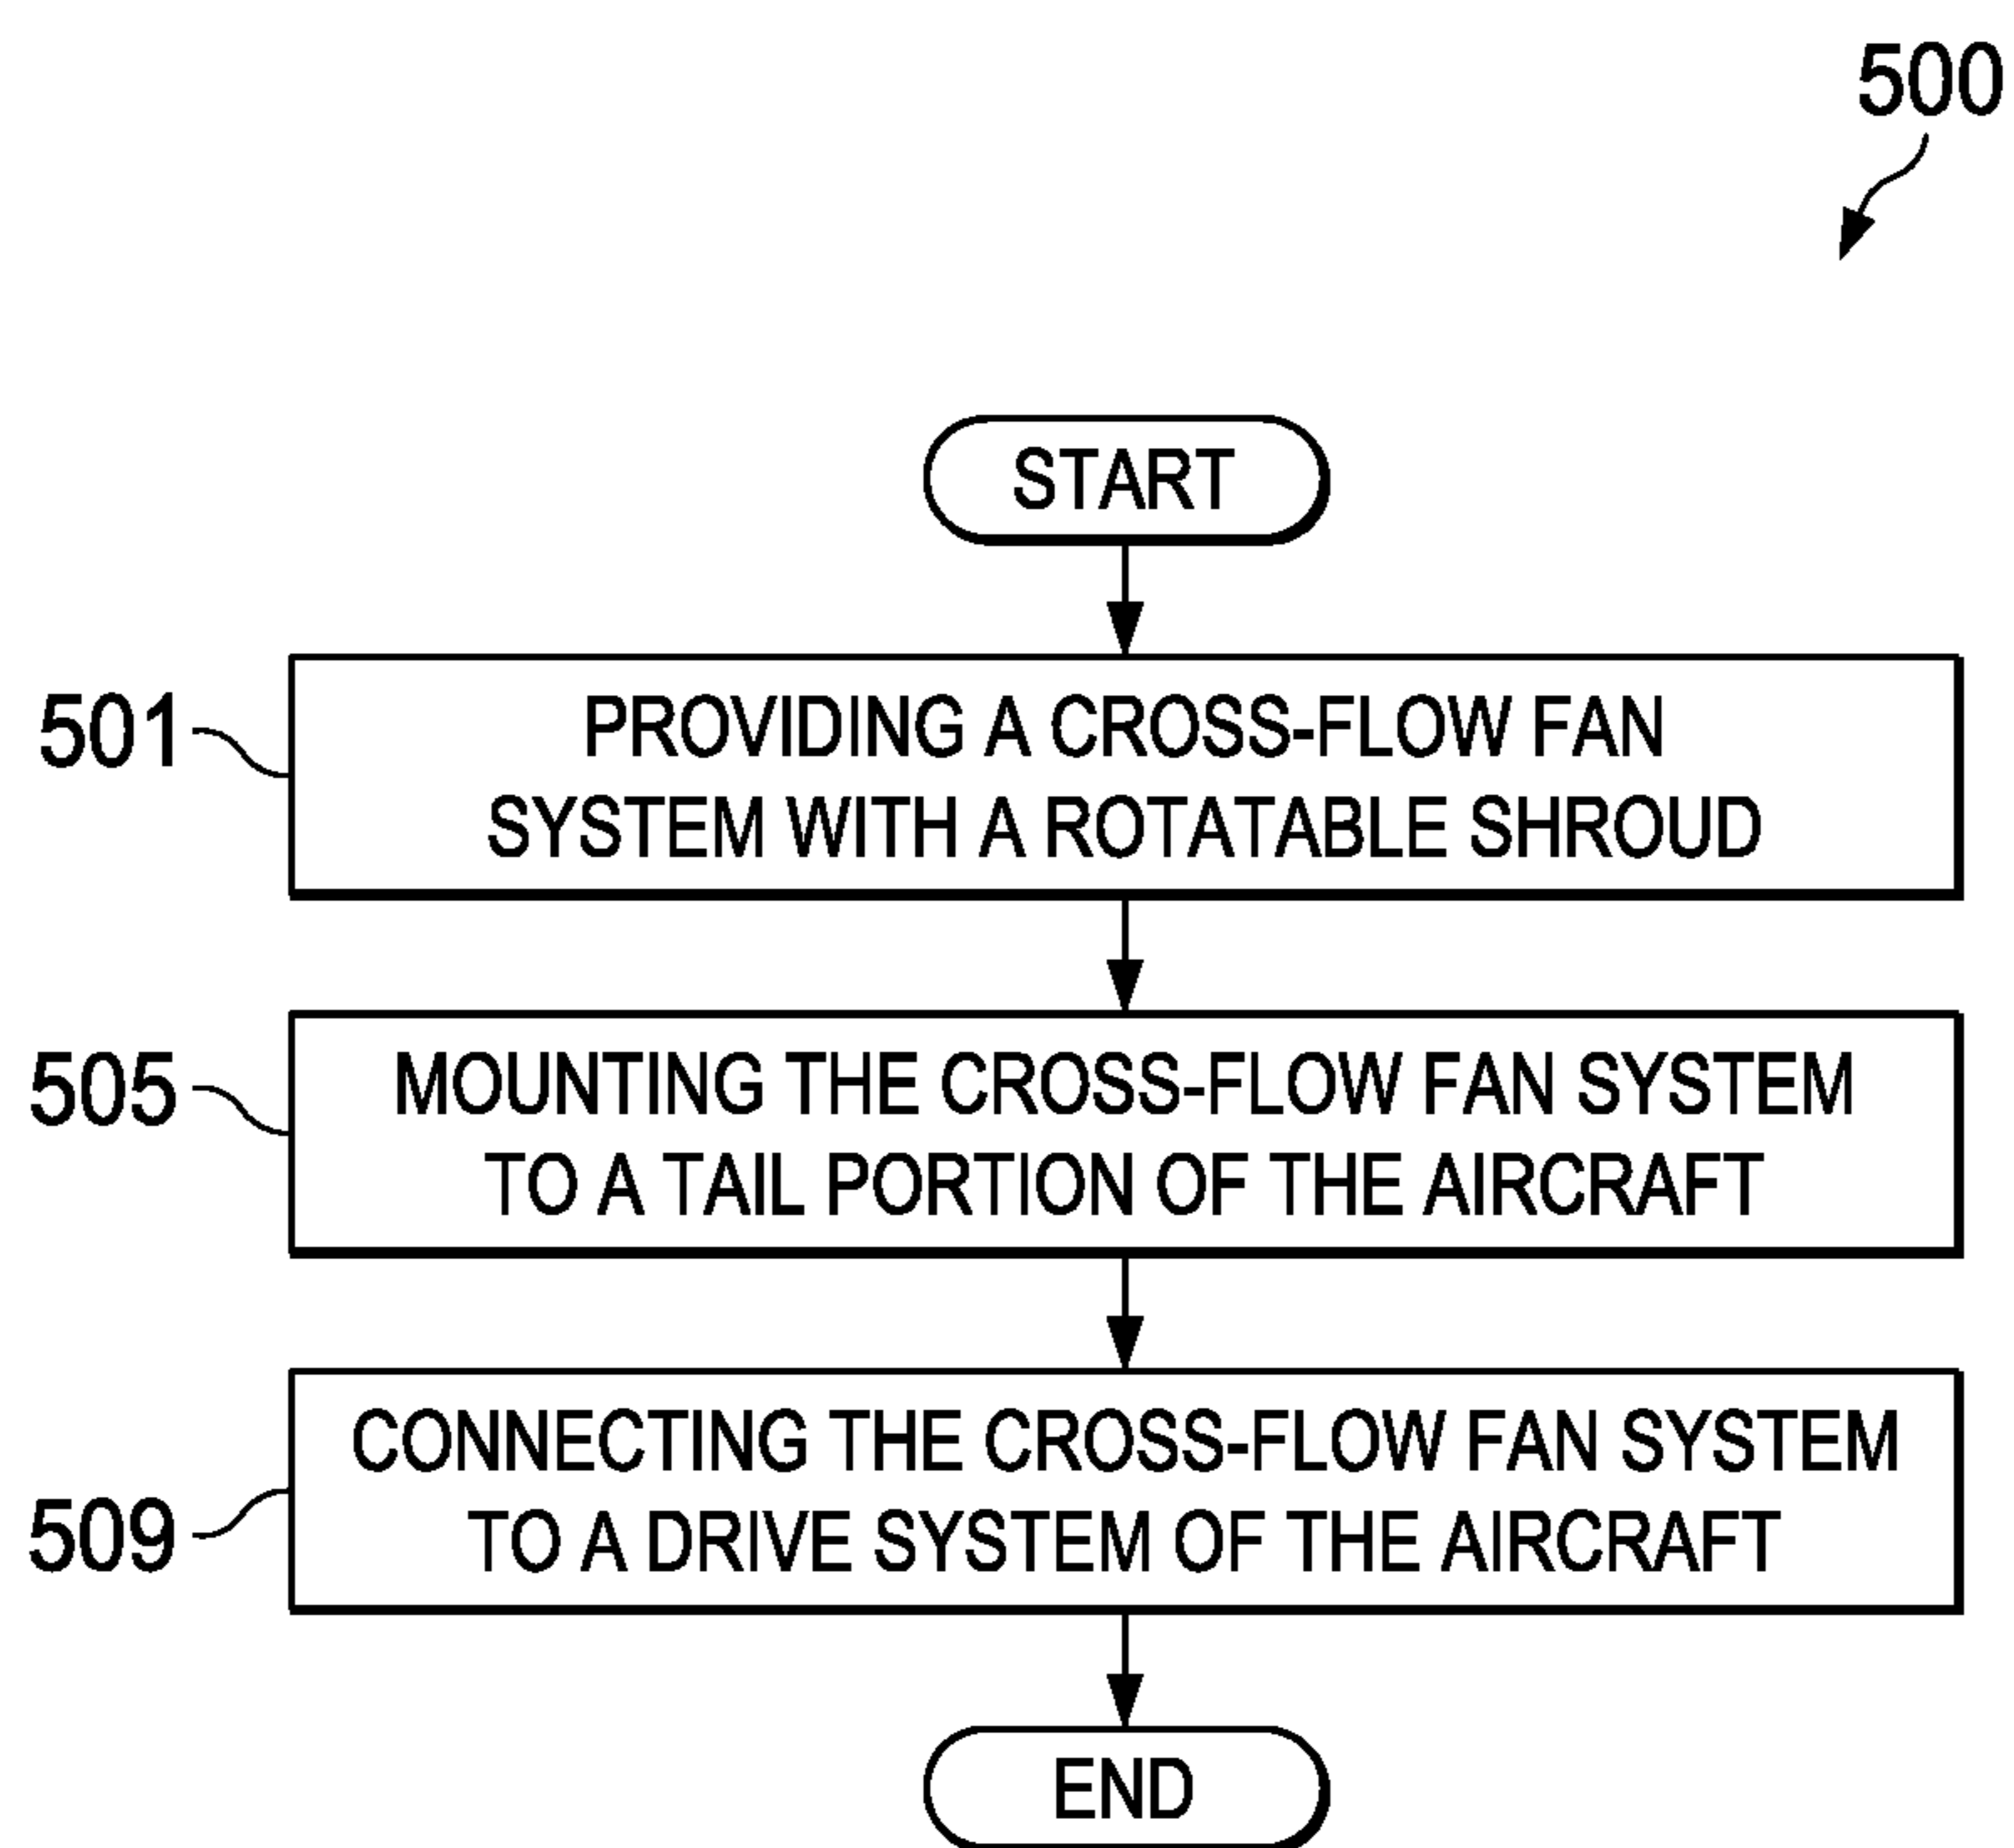 500
START
501
PROVIDING A CROSS-FLOW FAN
SYSTEM WITH A ROTATABLE SHROUD
505
MOUNTING THE CROSS-FLOW FAN SYSTEM
TO A TAIL PORTION OF THE AIRCRAFT
509
CONNECTING THE CROSS-FLOW FAN SYSTEM
TO A DRIVE SYSTEM OF THE AIRCRAFT
END